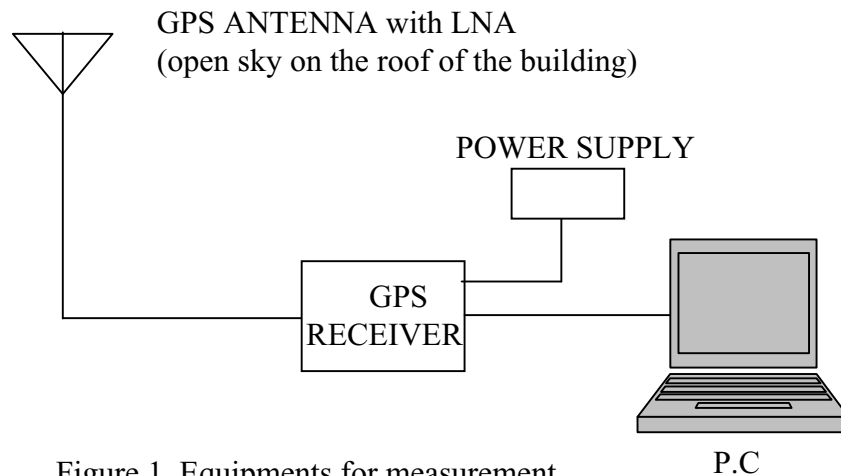 GPS ANTENNA with LNA
(open sky on the roof of the building)
POWER SUPPLY
GPS
RECEIVER
P.C
Figure 1. Equipments for measurement